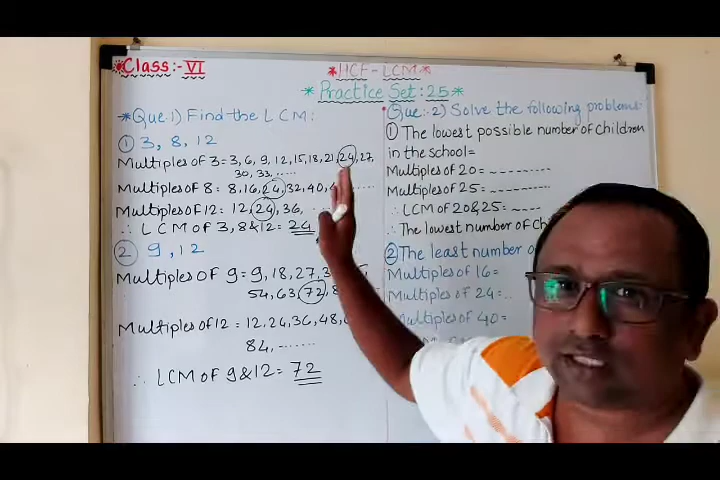 *Class:- VI
*HCF-LCM*
*Practice Set: 25*
*Que:1) Find the LCM:
① 3, 8, 12
Multiples of 3=3, 6, 9, 12, 15, 18, 21, 24, 27,
30, 33, ......
Multiples of 8 = 8, 16, 24, 32, 40, ......
Multiples of 12 = 12, 24, 36,
∴ LCM OF 3, 8 & 12 = 24
② 9, 12
Multiples OF 9 = 9, 18, 27,
54, 63, 72,
Multiples of 12 = 12, 24, 36, 48,
84, .......
∴ LCM OF 9 & 12 = 72
*Que:-2) Solve the following problems:
① The lowest possible number of children
in the school=
Multiples of 20 = ---------
Multiples of 25 = ---------
∴ LCM OF 20 & 25 = -----
∴ The lowest number of
② The least number
Multiples of 16=
Multiples of 24 =
Multiples of 40=